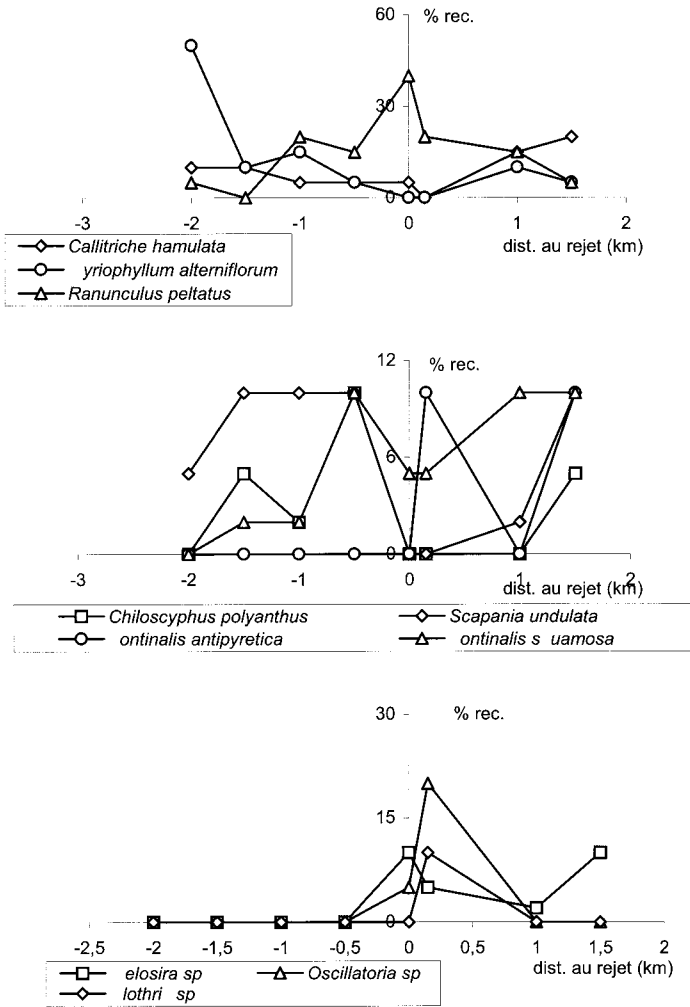 60
% rec.
30
0
-3 -2 -1 0 1 2
dist. au rejet (km)
Callitriche hamulata
yriophyllum alterniflorum
Ranunculus peltatus
12
% rec.
6
0
-3 -2 -1 0 1 2
dist. au rejet (km)
Chiloscyphus polyanthus Scapania undulata
ontinalis antipyretica ontinalis s uamosa
30
% rec.
15
0
-2,5 -2 -1,5 -1 -0,5 0 0,5 1 1,5 2
dist. au rejet (km)
elosira sp Oscillatoria sp
lothri sp